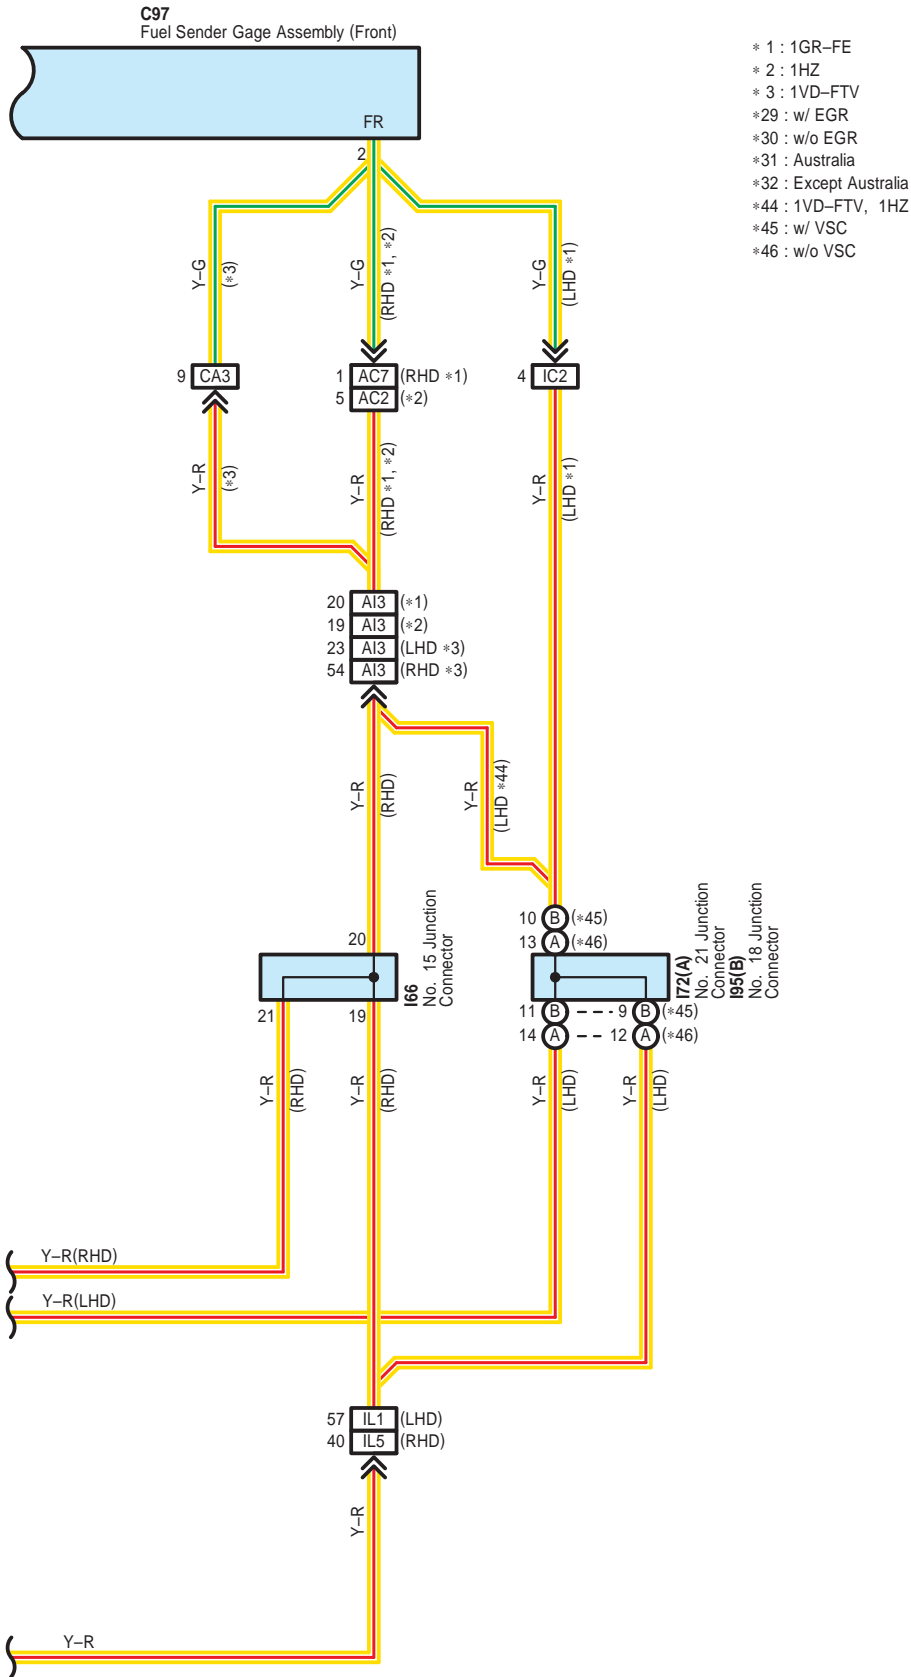 C97
Fuel Sender Gage Assembly (Front)
FR
2
∗ 1 : 1GR–FE
∗ 2 : 1HZ
∗ 3 : 1VD–FTV
∗29 : w/ EGR
∗30 : w/o EGR
∗31 : Australia
∗32 : Except Australia
∗44 : 1VD–FTV, 1HZ
∗45 : w/ VSC
∗46 : w/o VSC
Y–G
(∗3)
Y–G
(RHD ∗1, ∗2)
Y–G
(LHD ∗1)
9 CA3
1 AC7 (RHD ∗1)
5 AC2 (∗2)
4 IC2
Y–R
(∗3)
Y–R
(RHD ∗1, ∗2)
Y–R
(LHD ∗1)
20 AI3 (∗1)
19 AI3 (∗2)
23 AI3 (LHD ∗3)
54 AI3 (RHD ∗3)
Y–R
(RHD)
Y–R
(LHD ∗44)
20
10 B (∗45)
13 A (∗46)
I66
No. 15 Junction
Connector
I72(A)
No. 21 Junction
Connector
I95(B)
No. 18 Junction
Connector
21
19
11 B 9 B (∗45)
14 A 12 A (∗46)
Y–R
(RHD)
Y–R
(RHD)
Y–R
(LHD)
Y–R
(LHD)
Y–R(RHD)
Y–R(LHD)
57 IL1 (LHD)
40 IL5 (RHD)
Y–R
Y–R